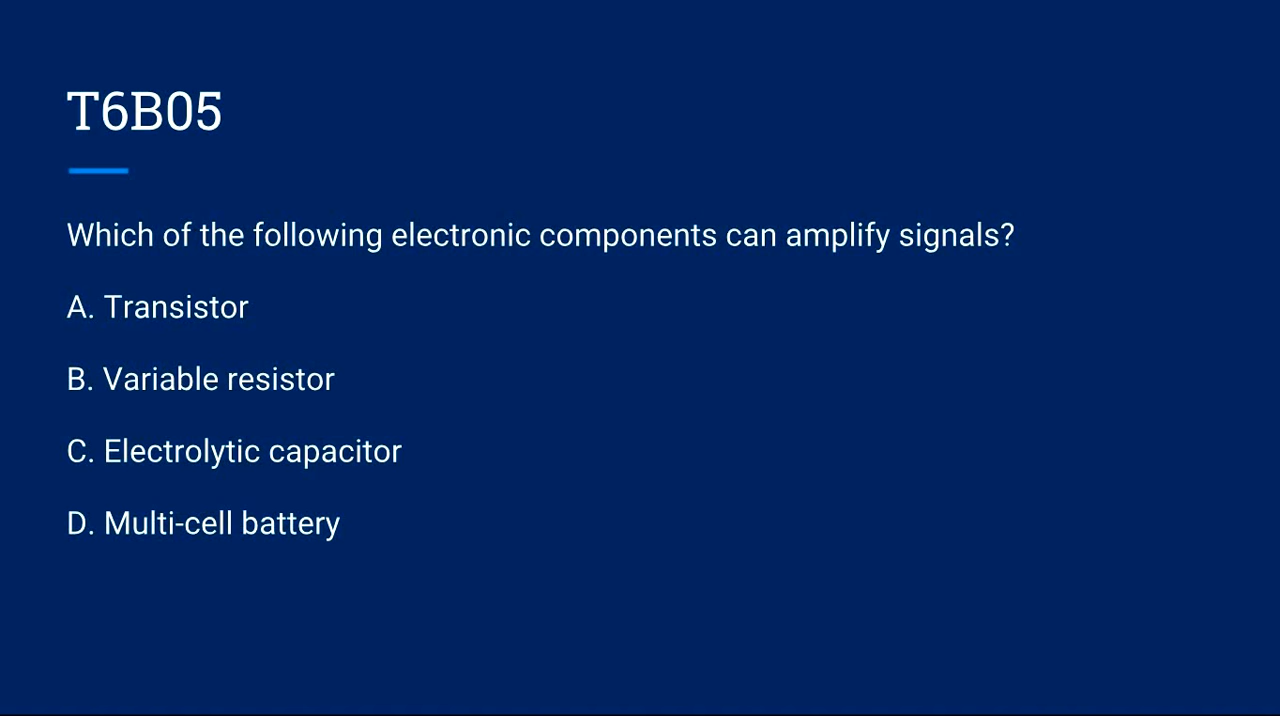 T6B05
Which of the following electronic components can amplify signals?
A. Transistor
B. Variable resistor
C. Electrolytic capacitor
D. Multi-cell battery